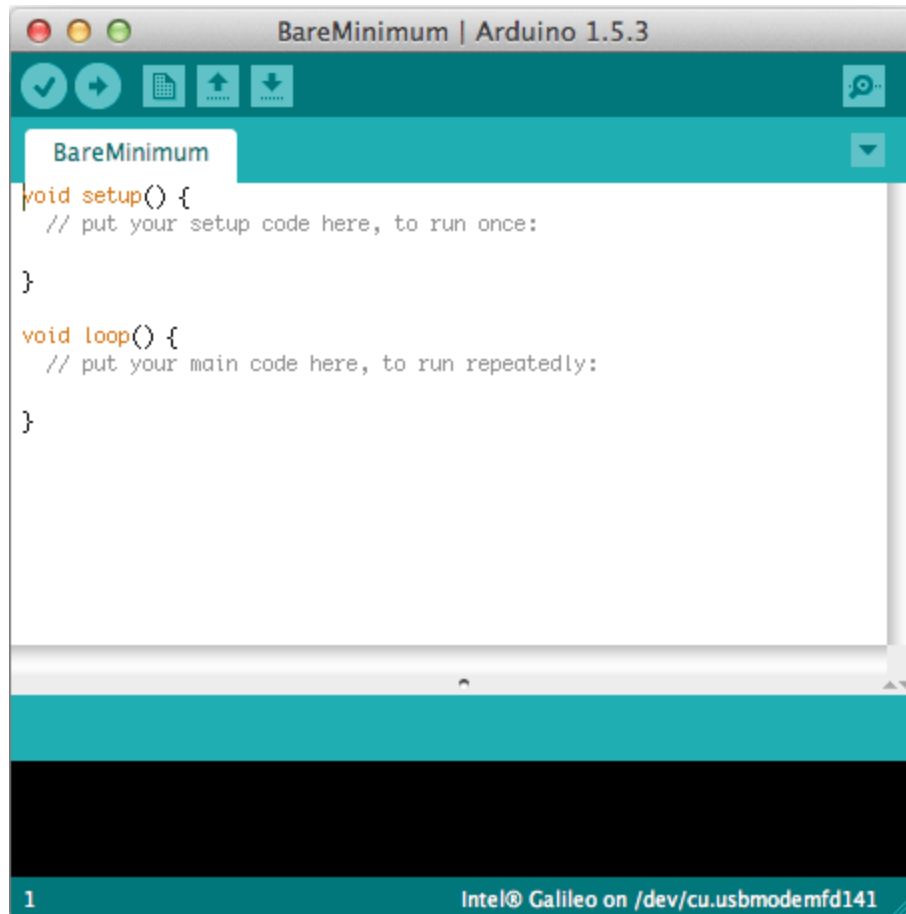 BareMinimum | Arduino 1.5.3
BareMinimum
void setup() {
  // put your setup code here, to run once:
}
void loop() {
  // put your main code here, to run repeatedly:
}
1
Intel® Galileo on /dev/cu.usbmodemfd141